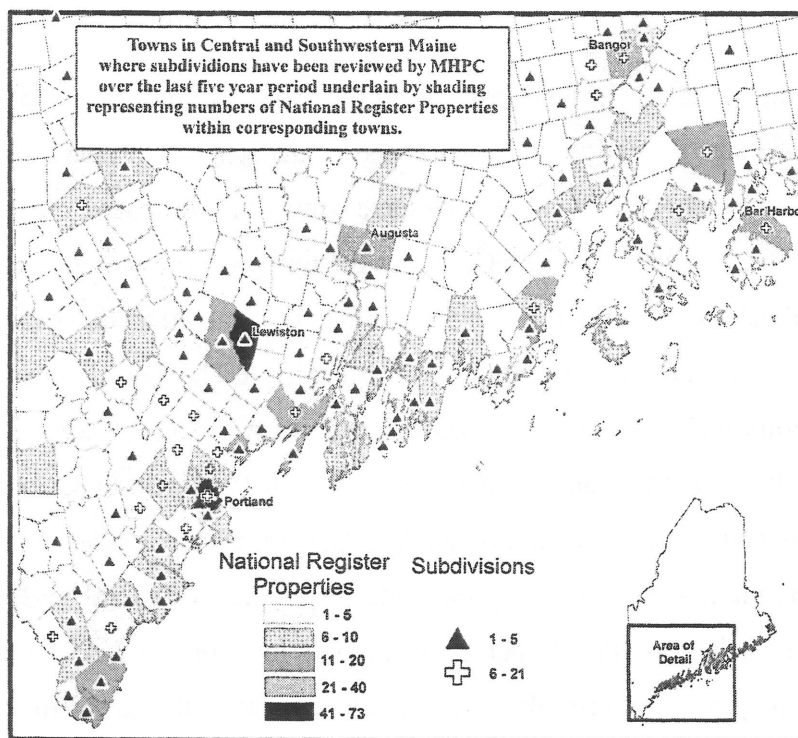 Towns in Central and Southwestern Maine
where subdividions have been reviewed by MHPC
over the last five year period underlain by shading
representing numbers of National Register Properties
within corresponding towns.
Bangor
Bar Harbo
Augusta
Lewiston
Portland
National Register
Properties
1 - 5
6 - 10
11 - 20
21 - 40
41 - 73
Subdivisions
1 - 5
6 - 21
Area of
Detail